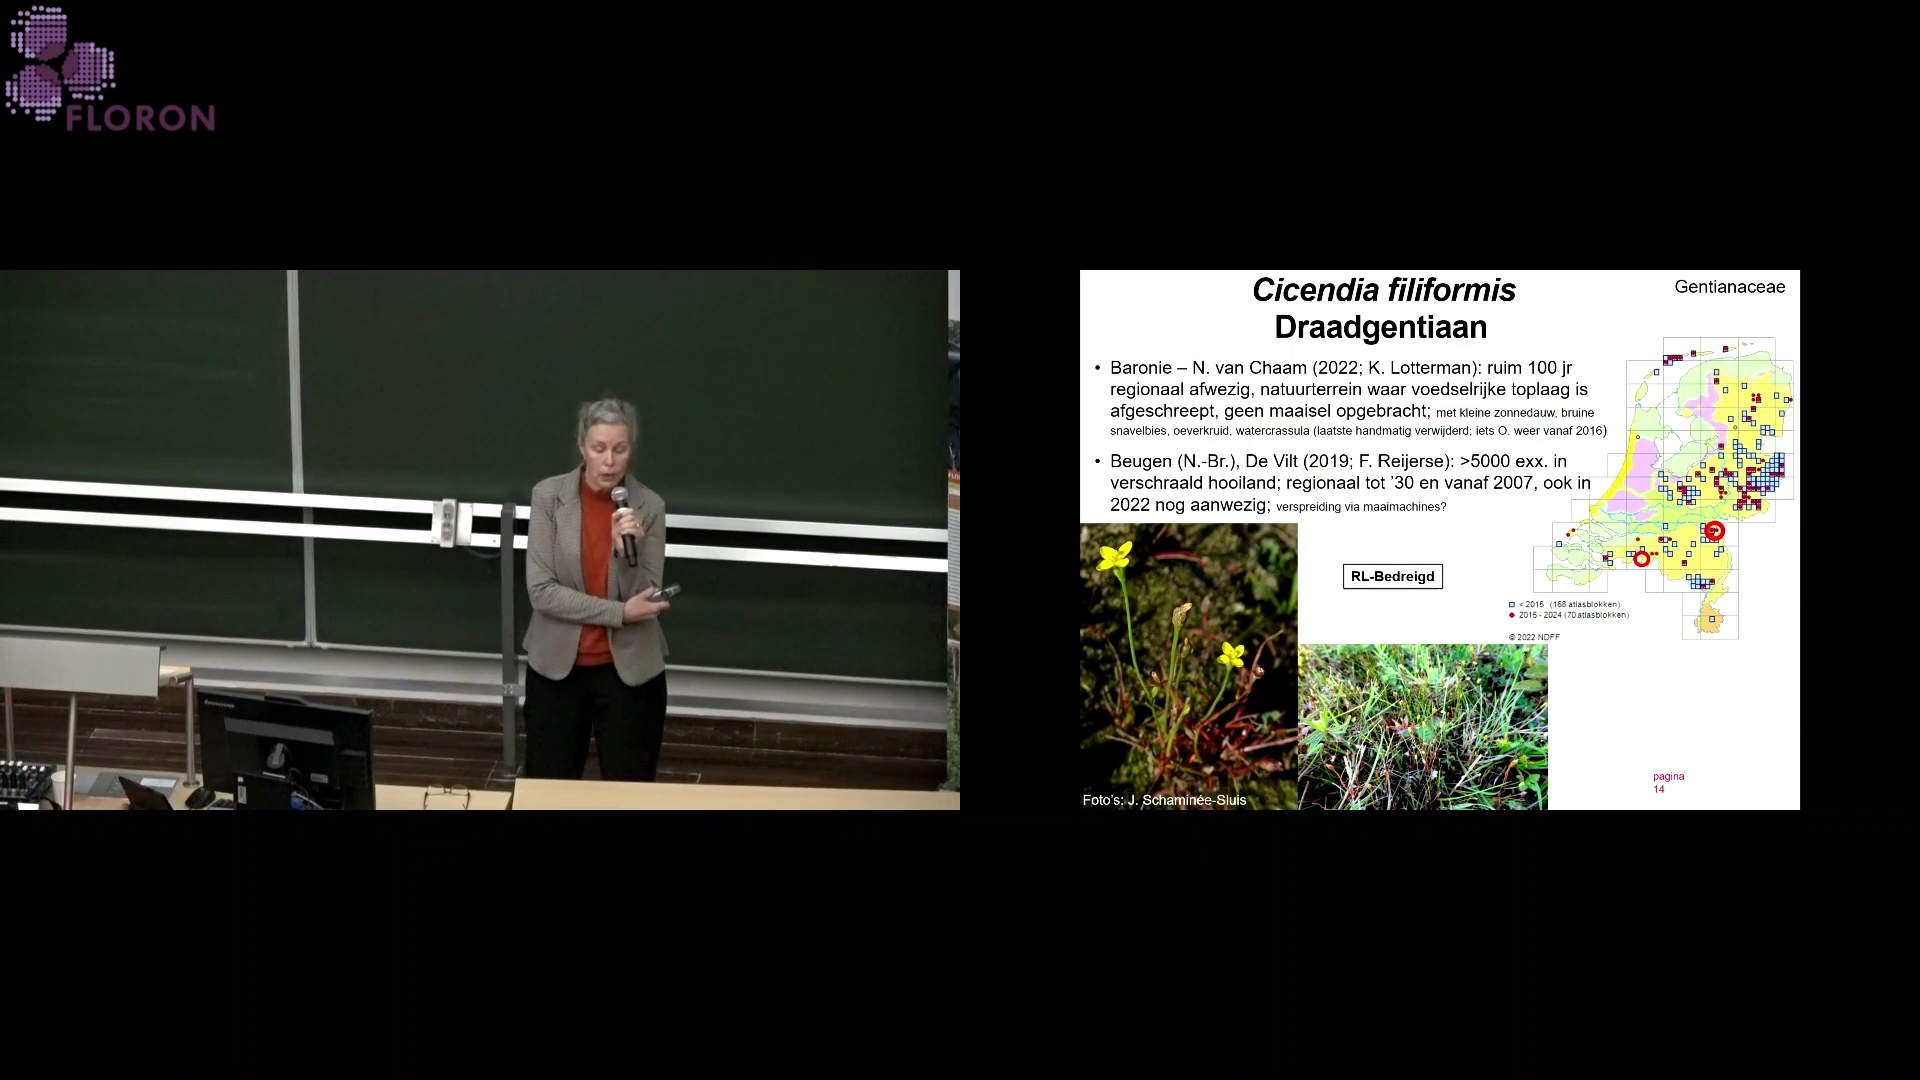 FLORON
lenovo
Cicendia filiformis
Gentianaceae
Draadgentiaan
• Baronie – N. van Chaam (2022; K. Lotterman): ruim 100 jr
regionaal afwezig, natuurterrein waar voedselrijke toplaag is
afgeschreept, geen maaisel opgebracht; met kleine zonnedauw, bruine
snavelbies, oeverkruid, watercrassula (laatste handmatig verwijderd; iets O. weer vanaf 2016)
• Beugen (N.-Br.), De Vilt (2019; F. Reijerse): >5000 exx. in
verschraald hooiland; regionaal tot ’30 en vanaf 2007, ook in
2022 nog aanwezig; verspreiding via maaimachines?
RL-Bedreigd
< 2015 (168 atlasblokken)
2015 - 2024 (70 atlasblokken)
© 2022 NDFF
pagina
14
Foto's: J. Schaminée-Sluis